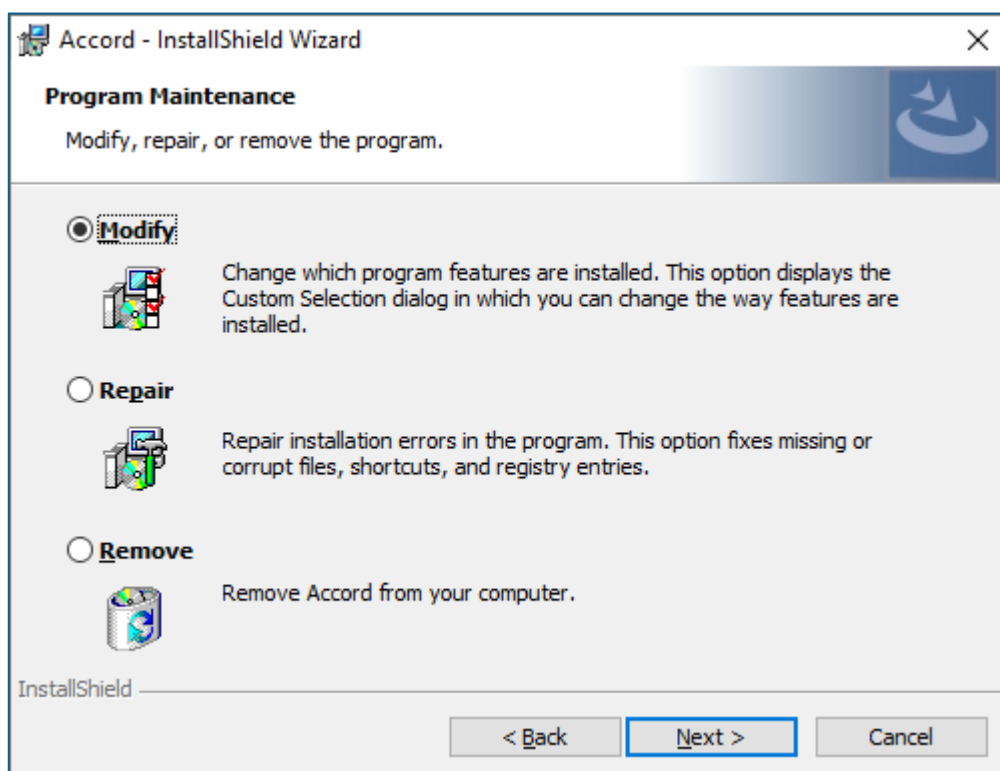 Accord - InstallShield Wizard
Program Maintenance
Modify, repair, or remove the program.
Modify
Change which program features are installed. This option displays the
Custom Selection dialog in which you can change the way features are
installed.
Repair
Repair installation errors in the program. This option fixes missing or
corrupt files, shortcuts, and registry entries.
Remove
Remove Accord from your computer.
InstallShield
< Back
Next >
Cancel